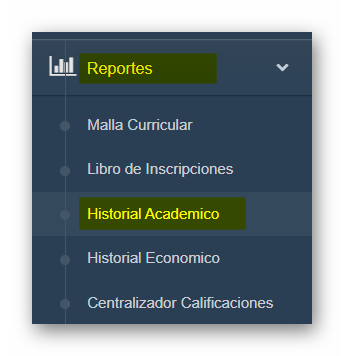 Reportes
Malla Curricular
Libro de Inscripciones
Historial Academico
Historial Economico
Centralizador Calificaciones